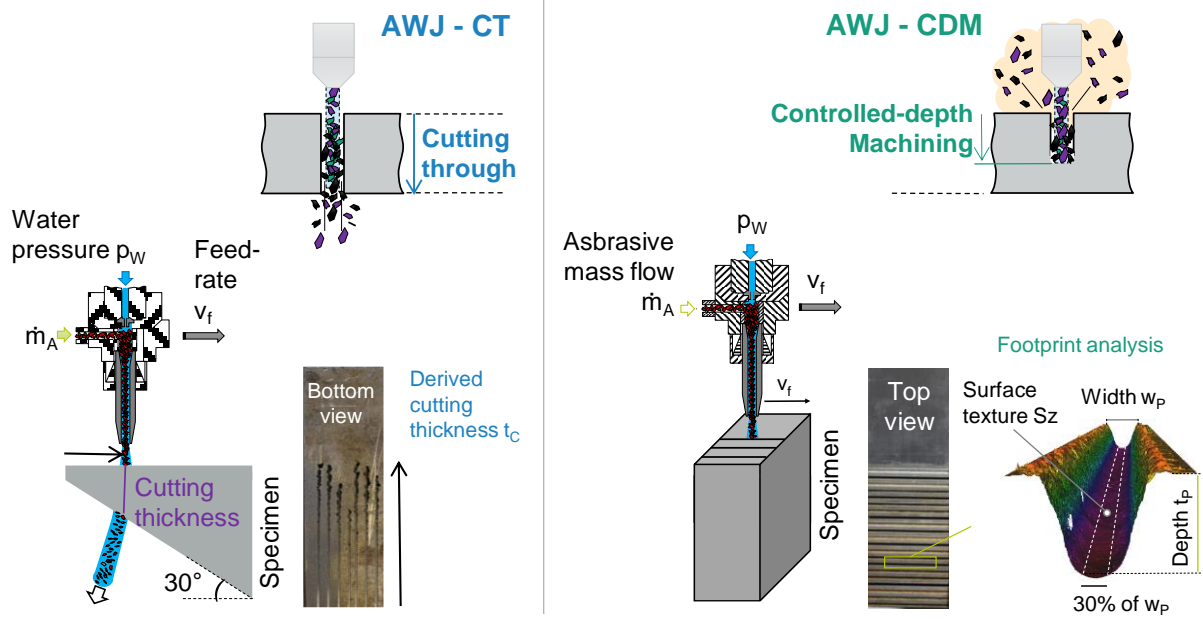 AWJ - CT
Cutting
through
Water
pressure pW
Feed-
rate
vf
ṁA
Bottom
view
Derived
cutting
thickness tC
Cutting
thickness
Specimen
30°
AWJ - CDM
Controlled-depth
Machining
Asbrasive
mass flow
ṁA
pW
vf
vf
Specimen
Top
view
Footprint analysis
Surface
texture Sz
Width wP
Depth tP
30% of wP